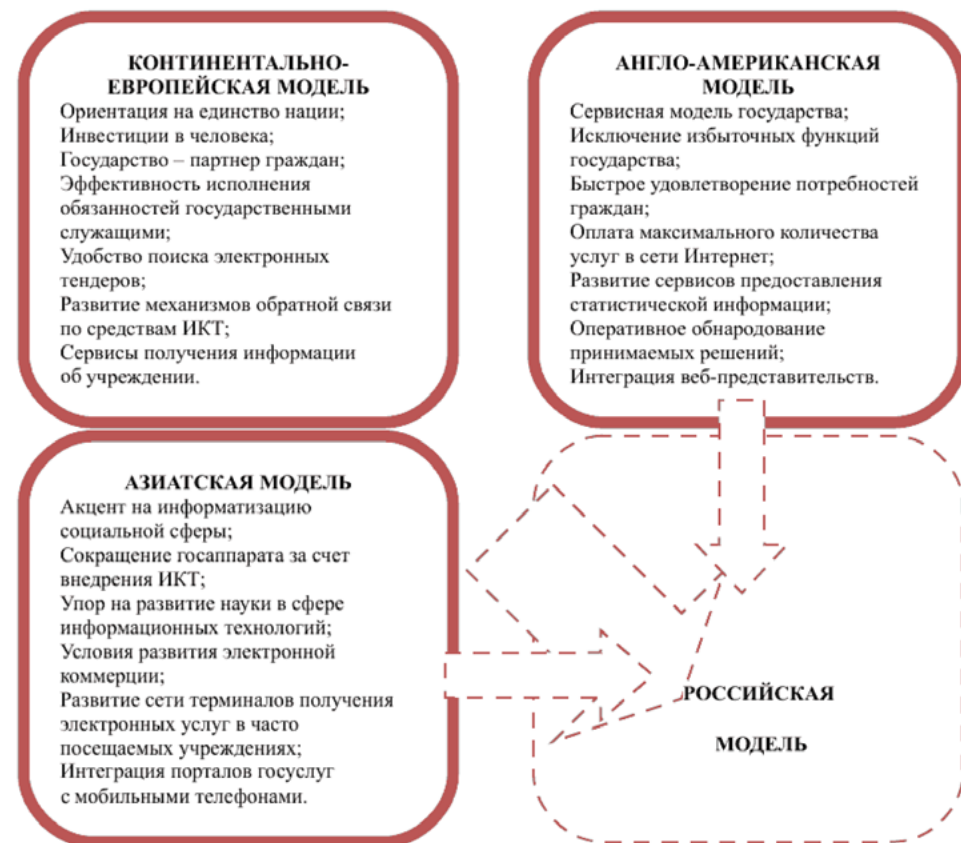 КОНТИНЕНТАЛЬНО-
ЕВРОПЕЙСКАЯ МОДЕЛЬ
Ориентация на единство нации;
Инвестиции в человека;
Государство – партнер граждан;
Эффективность исполнения
обязанностей государственными
служащими;
Удобство поиска электронных
тендеров;
Развитие механизмов обратной связи
по средствам ИКТ;
Сервисы получения информации
об учреждении.
АНГЛО-АМЕРИКАНСКАЯ
МОДЕЛЬ
Сервисная модель государства;
Исключение избыточных функций
государства;
Быстрое удовлетворение потребностей
граждан;
Оплата максимального количества
услуг в сети Интернет;
Развитие сервисов предоставления
статистической информации;
Оперативное обнародование
принимаемых решений;
Интеграция веб-представительств.
АЗИАТСКАЯ МОДЕЛЬ
Акцент на информатизацию
социальной сферы;
Сокращение госаппарата за счет
внедрения ИКТ;
Упор на развитие науки в сфере
информационных технологий;
Условия развития электронной
коммерции;
Развитие сети терминалов получения
электронных услуг в часто
посещаемых учреждениях;
Интеграция порталов госуслуг
с мобильными телефонами.
РОССИЙСКАЯ
МОДЕЛЬ